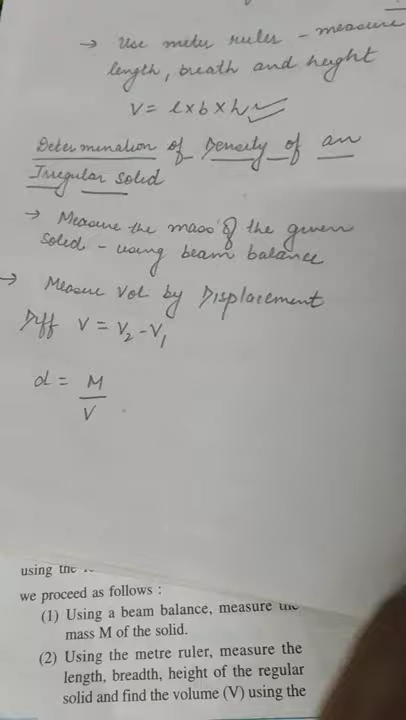 → Use meter rules - measure
length, breath and height
V = l x b x h
Determination of Density of an
Irregular solid
→ Measure the mass of the given
solid - using beam balance
→ Measure Vol by Displacement
Diff V = V₂ - V₁
d = M
V
using the
we proceed as follows :
(1) Using a beam balance, measure the
mass M of the solid.
(2) Using the metre ruler, measure the
length, breadth, height of the regular
solid and find the volume (V) using the